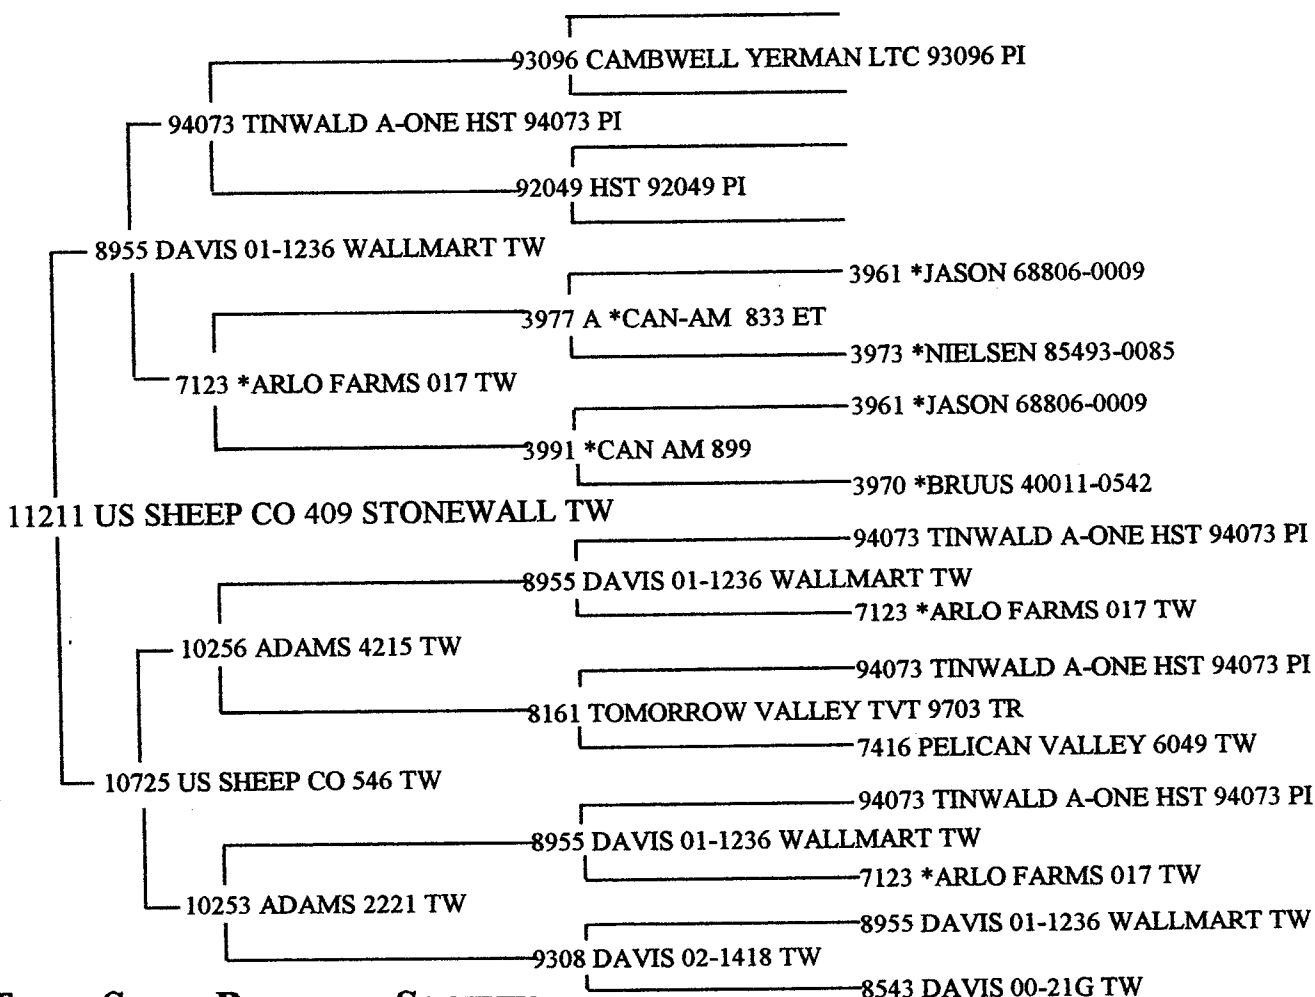 93096 CAMBWELL YERMAN LTC 93096 PI
94073 TINWALD A-ONE HST 94073 PI
92049 HST 92049 PI
8955 DAVIS 01-1236 WALLMART TW
3961 *JASON 68806-0009
3977 A *CAN-AM 833 ET
3973 *NIELSEN 85493-0085
7123 *ARLO FARMS 017 TW
3961 *JASON 68806-0009
3991 *CAN AM 899
3970 *BRUUS 40011-0542
11211 US SHEEP CO 409 STONEWALL TW
94073 TINWALD A-ONE HST 94073 PI
8955 DAVIS 01-1236 WALLMART TW
7123 *ARLO FARMS 017 TW
10256 ADAMS 4215 TW
94073 TINWALD A-ONE HST 94073 PI
8161 TOMORROW VALLEY TVT 9703 TR
7416 PELICAN VALLEY 6049 TW
10725 US SHEEP CO 546 TW
94073 TINWALD A-ONE HST 94073 PI
8955 DAVIS 01-1236 WALLMART TW
7123 *ARLO FARMS 017 TW
10253 ADAMS 2221 TW
8955 DAVIS 01-1236 WALLMART TW
9308 DAVIS 02-1418 TW
8543 DAVIS 00-21G TW